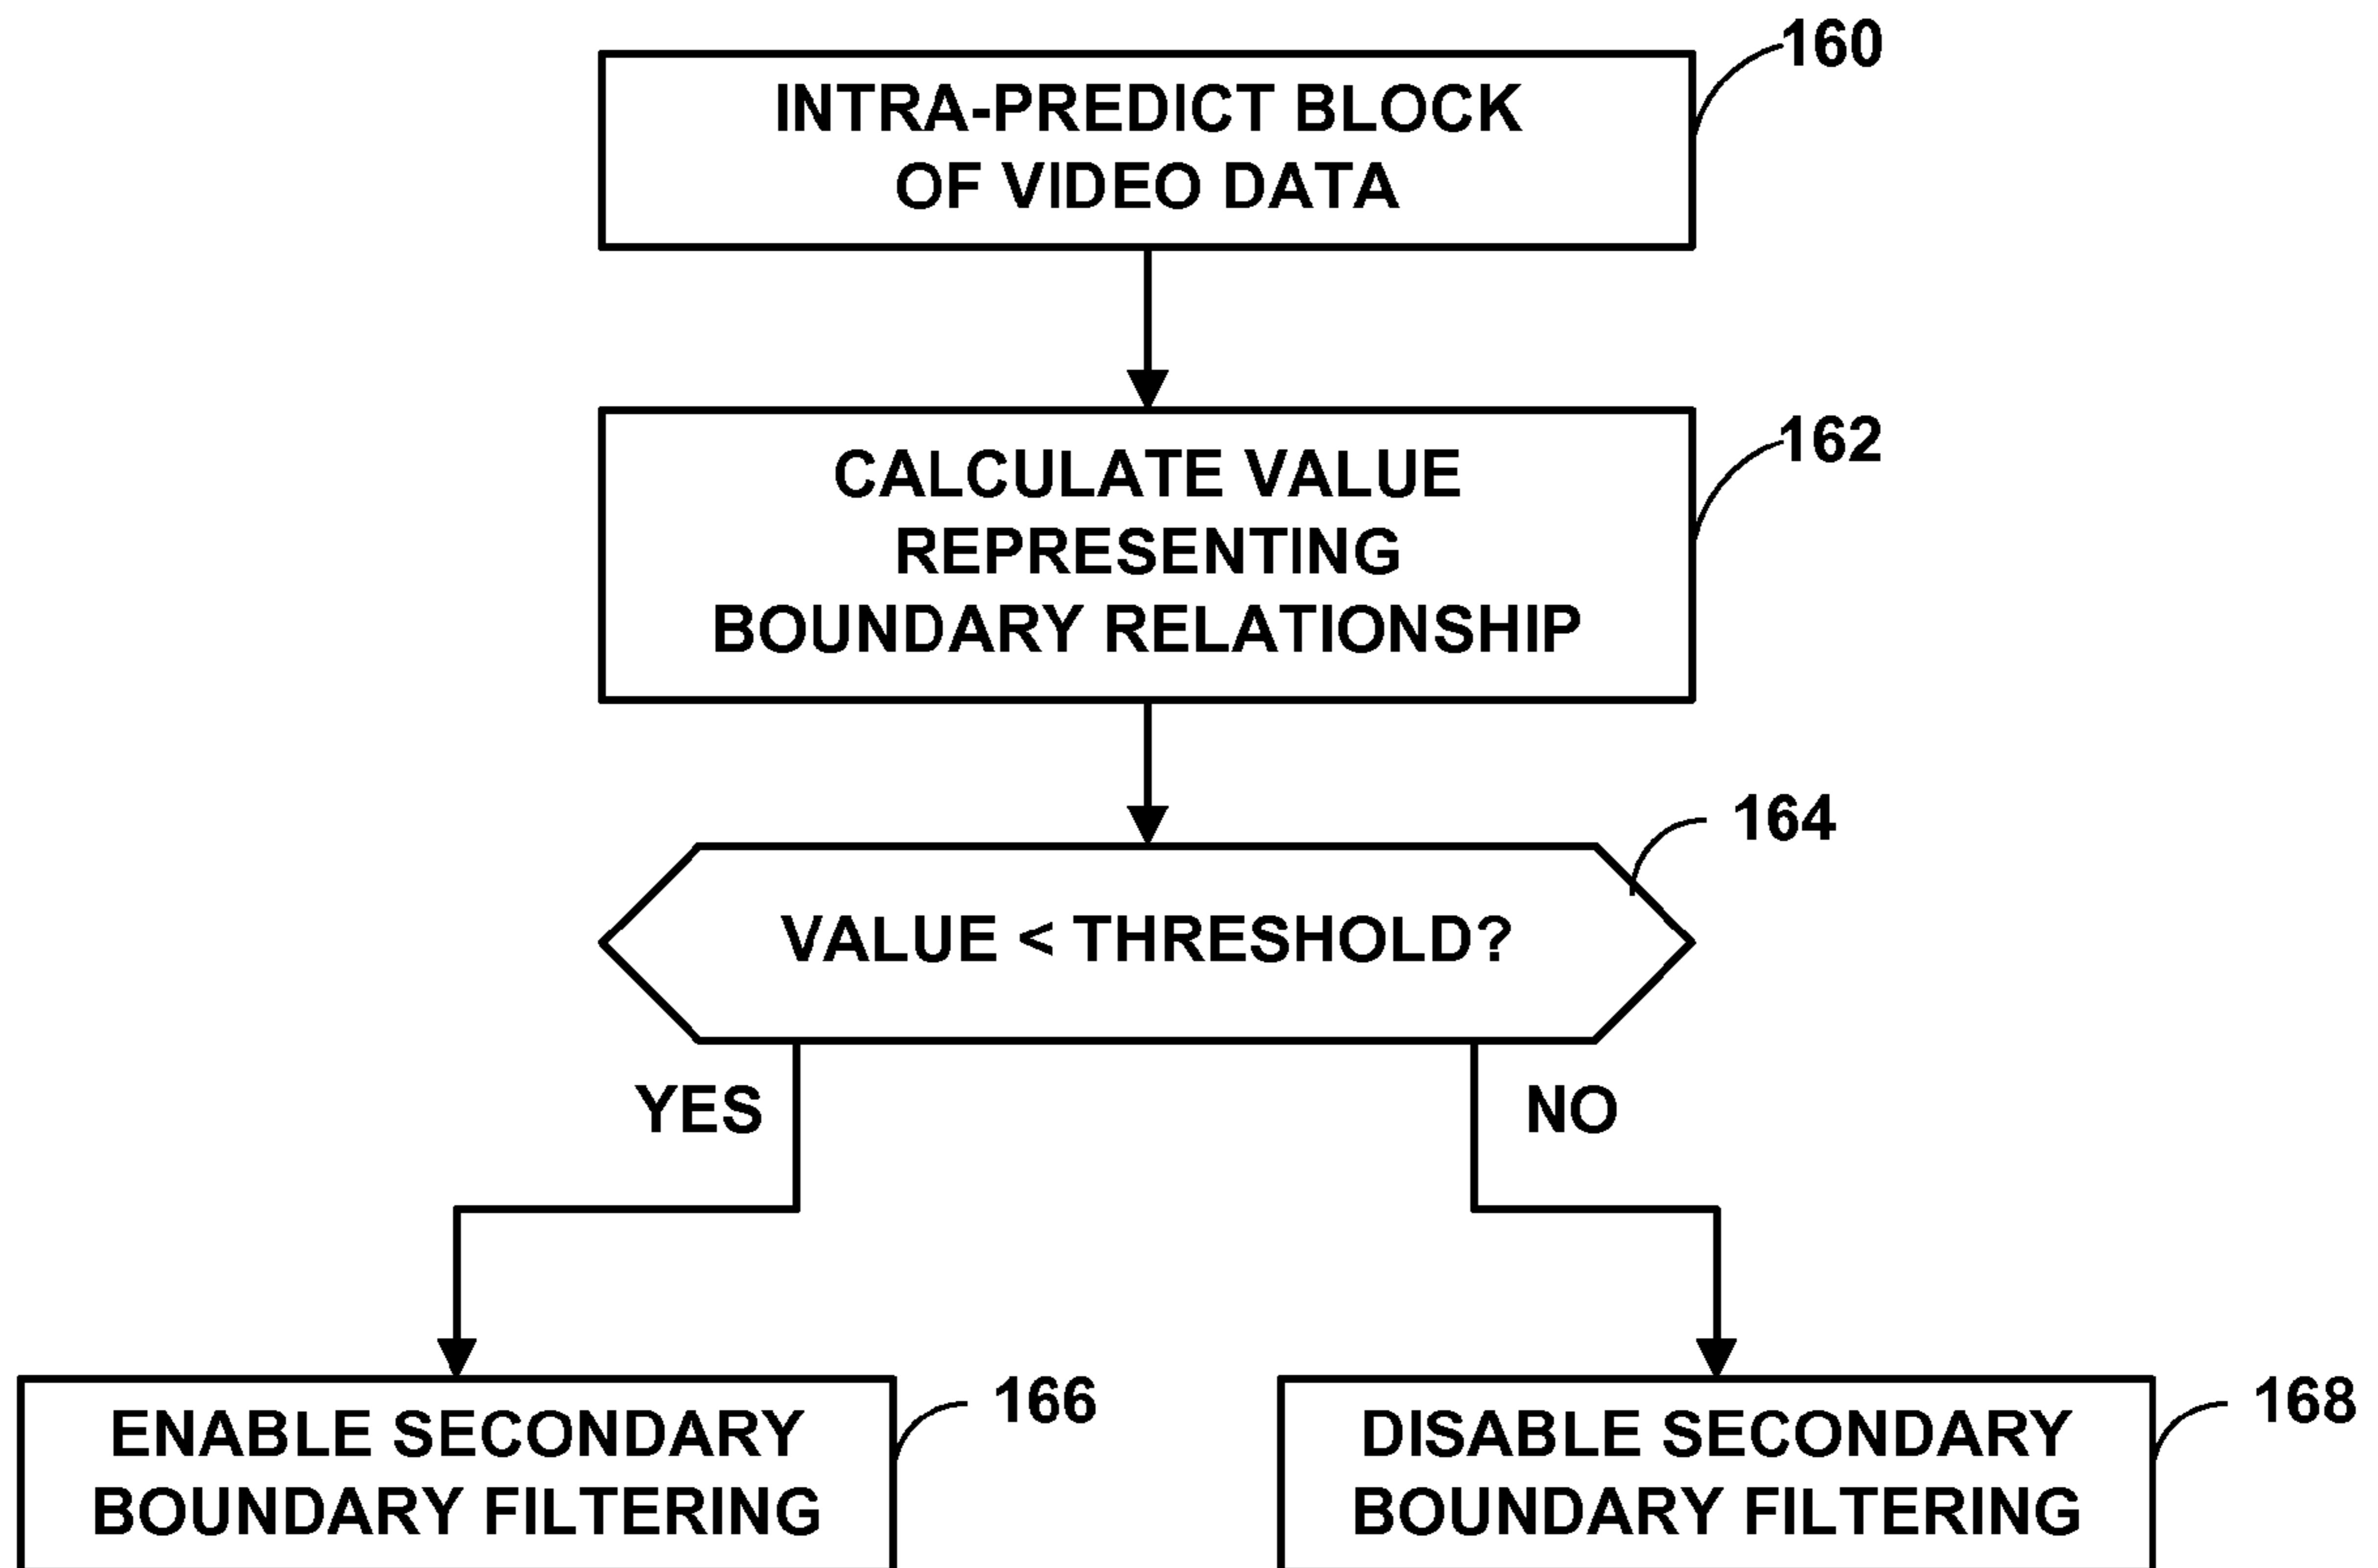 160
INTRA-PREDICT BLOCK
OF VIDEO DATA
162
CALCULATE VALUE
REPRESENTING
BOUNDARY RELATIONSHIP
164
VALUE < THRESHOLD?
YES
NO
166
ENABLE SECONDARY
BOUNDARY FILTERING
168
DISABLE SECONDARY
BOUNDARY FILTERING